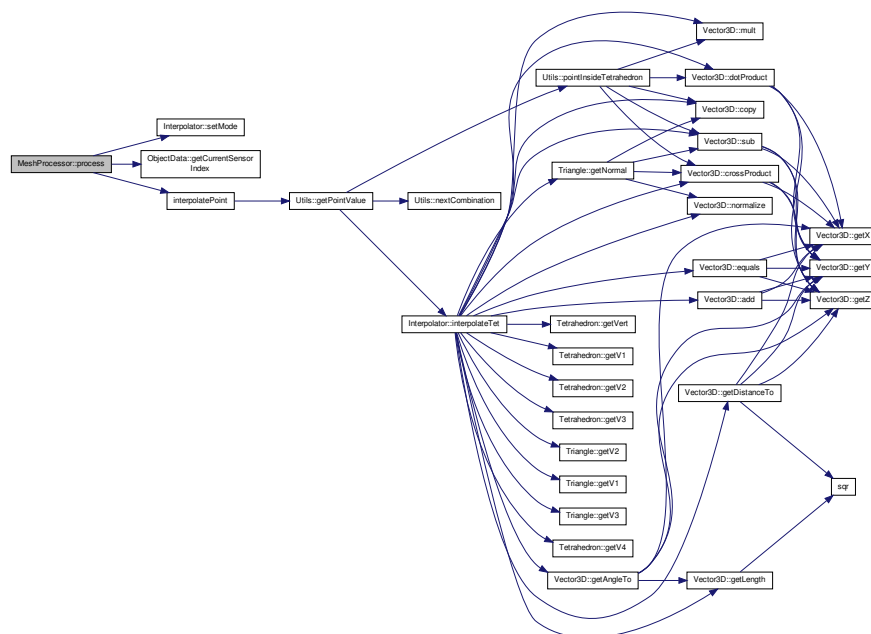 MeshProcessor::process
Interpolator::setMode
ObjectData::getCurrentSensor
Index
interpolatePoint
Utils::getPointValue
Utils::pointInsideTetrahedron
Utils::nextCombination
Interpolator::interpolateTet
Triangle::getNormal
Tetrahedron::getVert
Tetrahedron::getV1
Tetrahedron::getV2
Tetrahedron::getV3
Triangle::getV2
Triangle::getV1
Triangle::getV3
Tetrahedron::getV4
Vector3D::getAngleTo
Vector3D::mult
Vector3D::dotProduct
Vector3D::copy
Vector3D::sub
Vector3D::crossProduct
Vector3D::normalize
Vector3D::equals
Vector3D::add
Vector3D::getDistanceTo
Vector3D::getLength
Vector3D::getX
Vector3D::getY
Vector3D::getZ
sqr